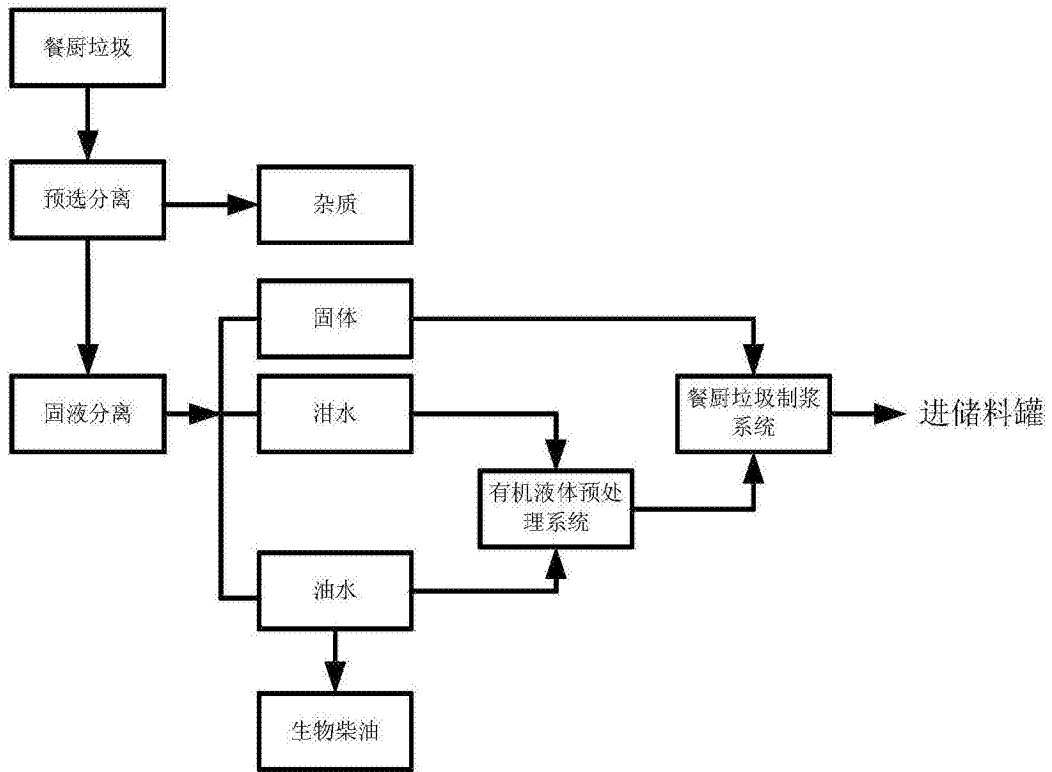 餐厨垃圾
预选分离
杂质
固体
固液分离
泔水
餐厨垃圾制浆
系统
进储料罐
有机液体预处
理系统
油水
生物柴油